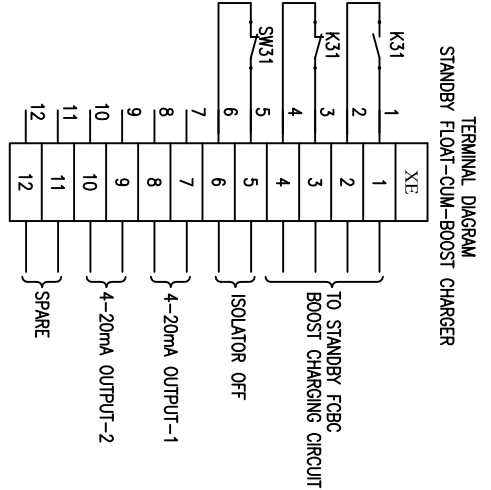 TERMINAL DIAGRAM
STANDBY FLOAT-CUM-BOOST CHARGER
K31
K31
SW31
1
2
3
4
5
6
7
8
9
10
11
12
XE
1
2
3
4
5
6
7
8
9
10
11
12
TO STANDBY FCBC
BOOST CHARGING CIRCUIT
ISOLATOR OFF
4-20mA OUTPUT-1
4-20mA OUTPUT-2
SPARE